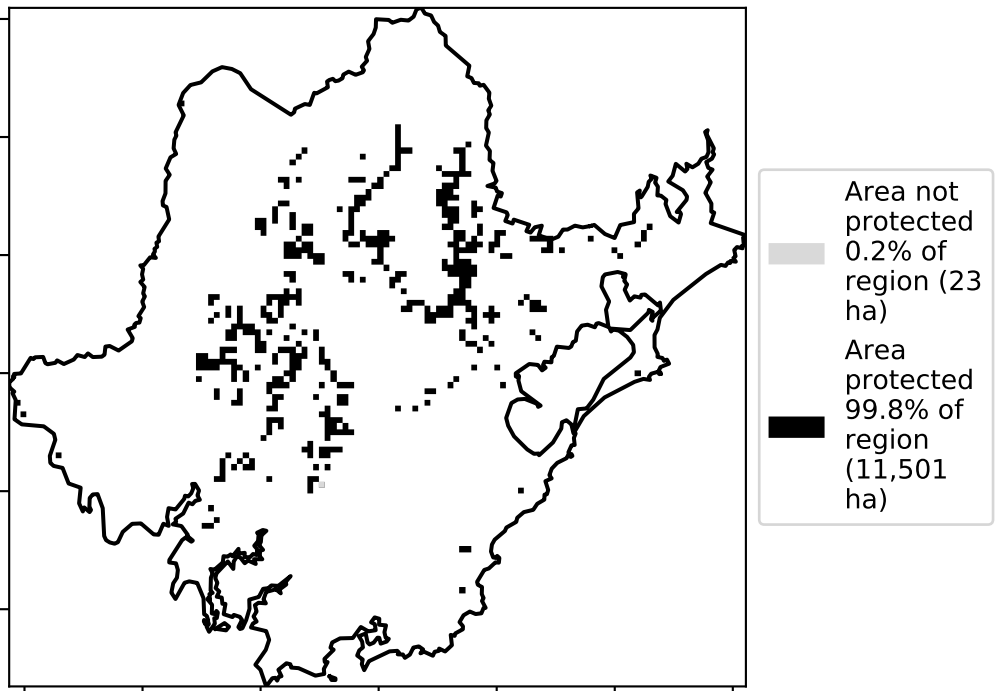 Area not
protected
0.2% of
region (23
ha)
Area
protected
99.8% of
region
(11,501
ha)